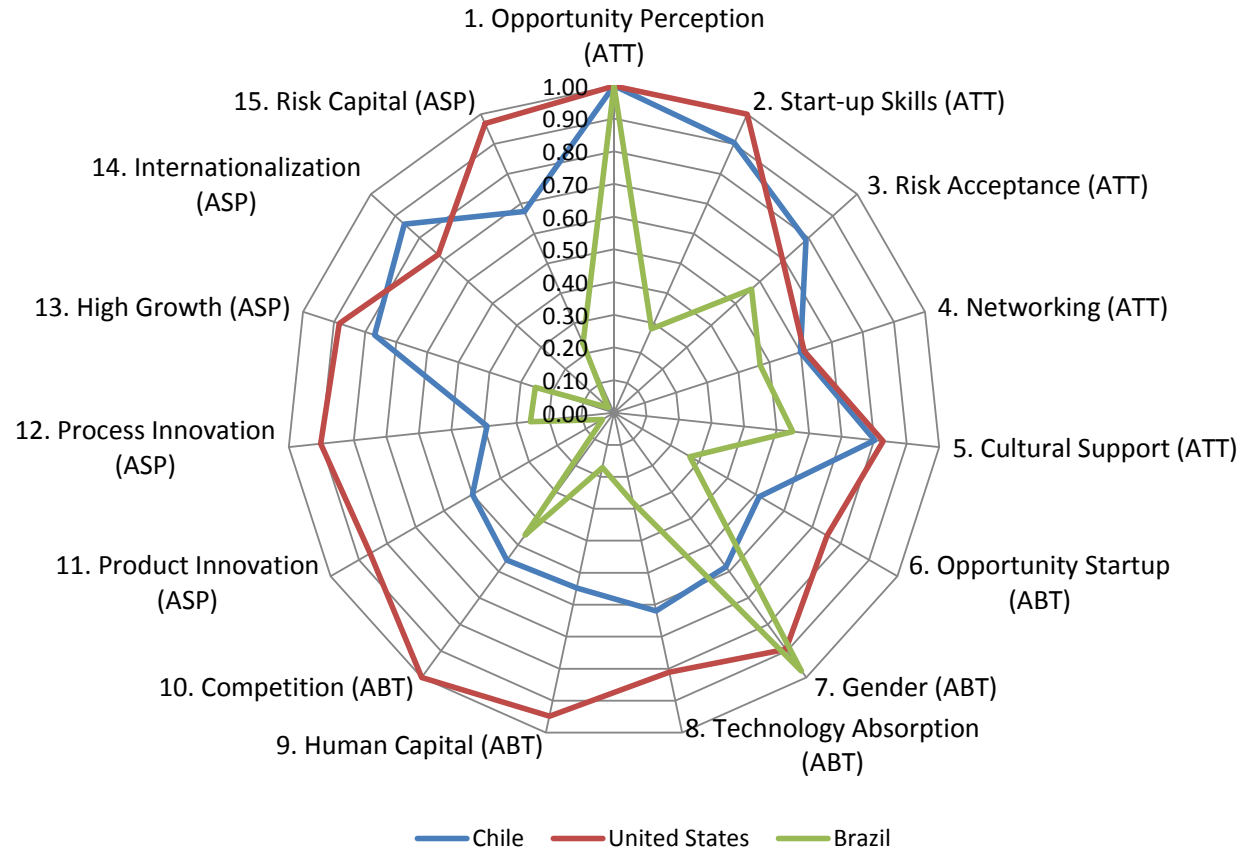 1. Opportunity Perception
(ATT)
2. Start-up Skills (ATT)
3. Risk Acceptance (ATT)
4. Networking (ATT)
5. Cultural Support (ATT)
6. Opportunity Startup
(ABT)
7. Gender (ABT)
8. Technology Absorption
(ABT)
9. Human Capital (ABT)
10. Competition (ABT)
11. Product Innovation
(ASP)
12. Process Innovation
(ASP)
13. High Growth (ASP)
14. Internationalization
(ASP)
15. Risk Capital (ASP)
1.00
0.90
0.80
0.70
0.60
0.50
0.40
0.30
0.20
0.10
0.00
Chile
United States
Brazil